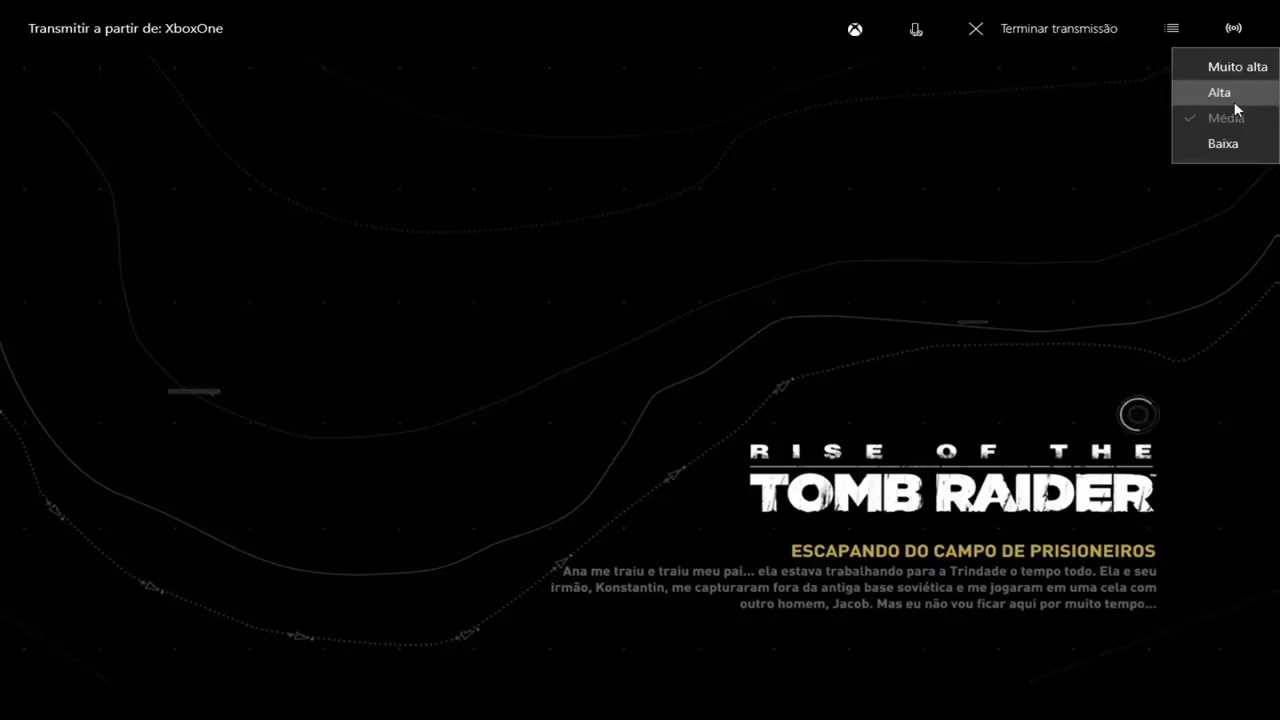 Transmitir a partir de: XboxOne
Terminar transmissão
Muito alta
Alta
Média
Baixa
RISE OF THE
TOMB RAIDER™
ESCAPANDO DO CAMPO DE PRISIONEIROS
Ana me traiu e traiu meu pai... ela estava trabalhando para a Trindade o tempo todo. Ela e seu
irmão, Konstantin, me capturaram fora da antiga base soviética e me jogaram em uma cela com
outro homem, Jacob. Mas eu não vou ficar aqui por muito tempo...